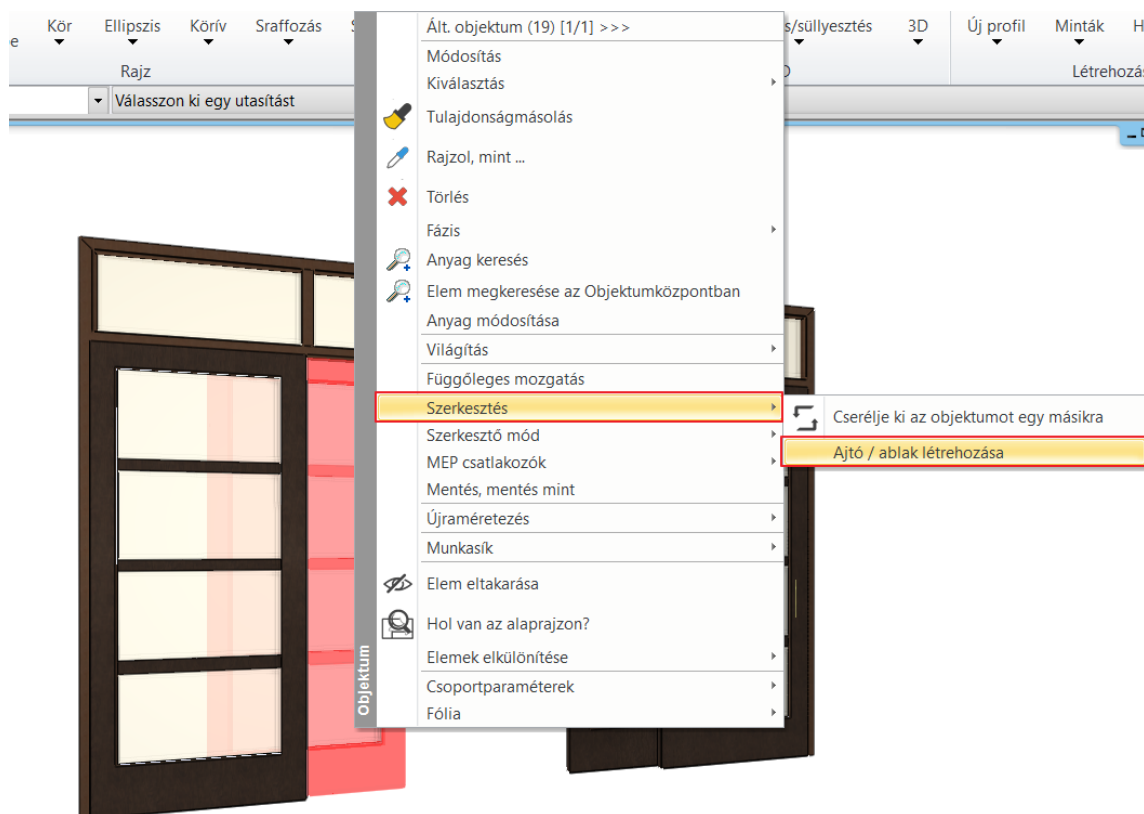 Kör Ellipszis Körív Sraffozás s/süllyesztés 3D Új profil Minták
Rajz Létrehozás
Válasszon ki egy utasítást
Ált. objektum (19) [1/1] >>>
Módosítás
Kiválasztás
Tulajdonságmásolás
Rajzol, mint ...
Törlés
Fázis
Anyag keresés
Elem megkeresése az Objektumközpontban
Anyag módosítása
Világítás
Függőleges mozgatás
Szerkesztés
Cserélje ki az objektumot egy másikra
Szerkesztő mód
Ajtó / ablak létrehozása
MEP csatlakozók
Mentés, mentés mint
Újraméretezés
Munkasík
Elem eltakarása
Hol van az alaprajzon?
Elemek elkülönítése
Csoportparaméterek
Fólia
Objektum